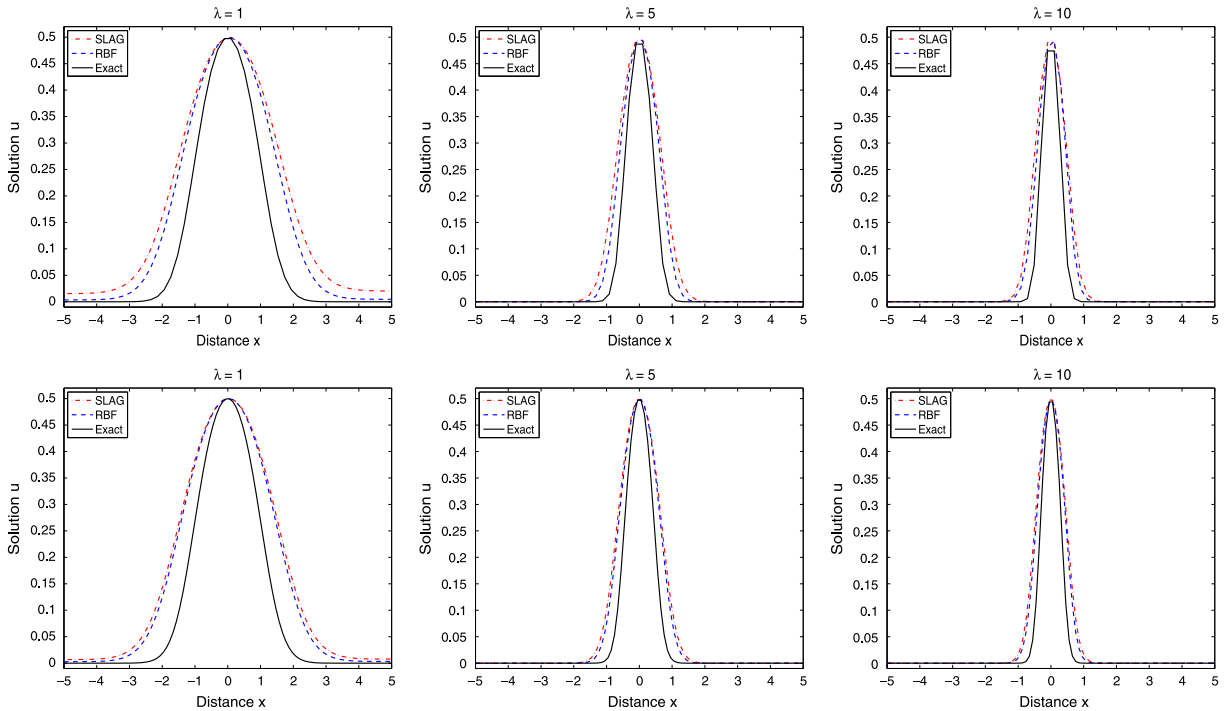 λ = 1
0.5
0.45
0.4
0.35
0.3
0.25
0.2
0.15
0.1
0.05
0
Solution u
SLAG
RBF
Exact
−5 −4 −3 −2 −1 0 1 2 3 4 5
Distance x
λ = 5
0.5
0.45
0.4
0.35
0.3
0.25
0.2
0.15
0.1
0.05
0
Solution u
SLAG
RBF
Exact
−5 −4 −3 −2 −1 0 1 2 3 4 5
Distance x
λ = 10
0.5
0.45
0.4
0.35
0.3
0.25
0.2
0.15
0.1
0.05
0
Solution u
SLAG
RBF
Exact
−5 −4 −3 −2 −1 0 1 2 3 4 5
Distance x
λ = 1
0.5
0.45
0.4
0.35
0.3
0.25
0.2
0.15
0.1
0.05
0
Solution u
SLAG
RBF
Exact
−5 −4 −3 −2 −1 0 1 2 3 4 5
Distance x
λ = 5
0.5
0.45
0.4
0.35
0.3
0.25
0.2
0.15
0.1
0.05
0
Solution u
SLAG
RBF
Exact
−5 −4 −3 −2 −1 0 1 2 3 4 5
Distance x
λ = 10
0.5
0.45
0.4
0.35
0.3
0.25
0.2
0.15
0.1
0.05
0
Solution u
SLAG
RBF
Exact
−5 −4 −3 −2 −1 0 1 2 3 4 5
Distance x